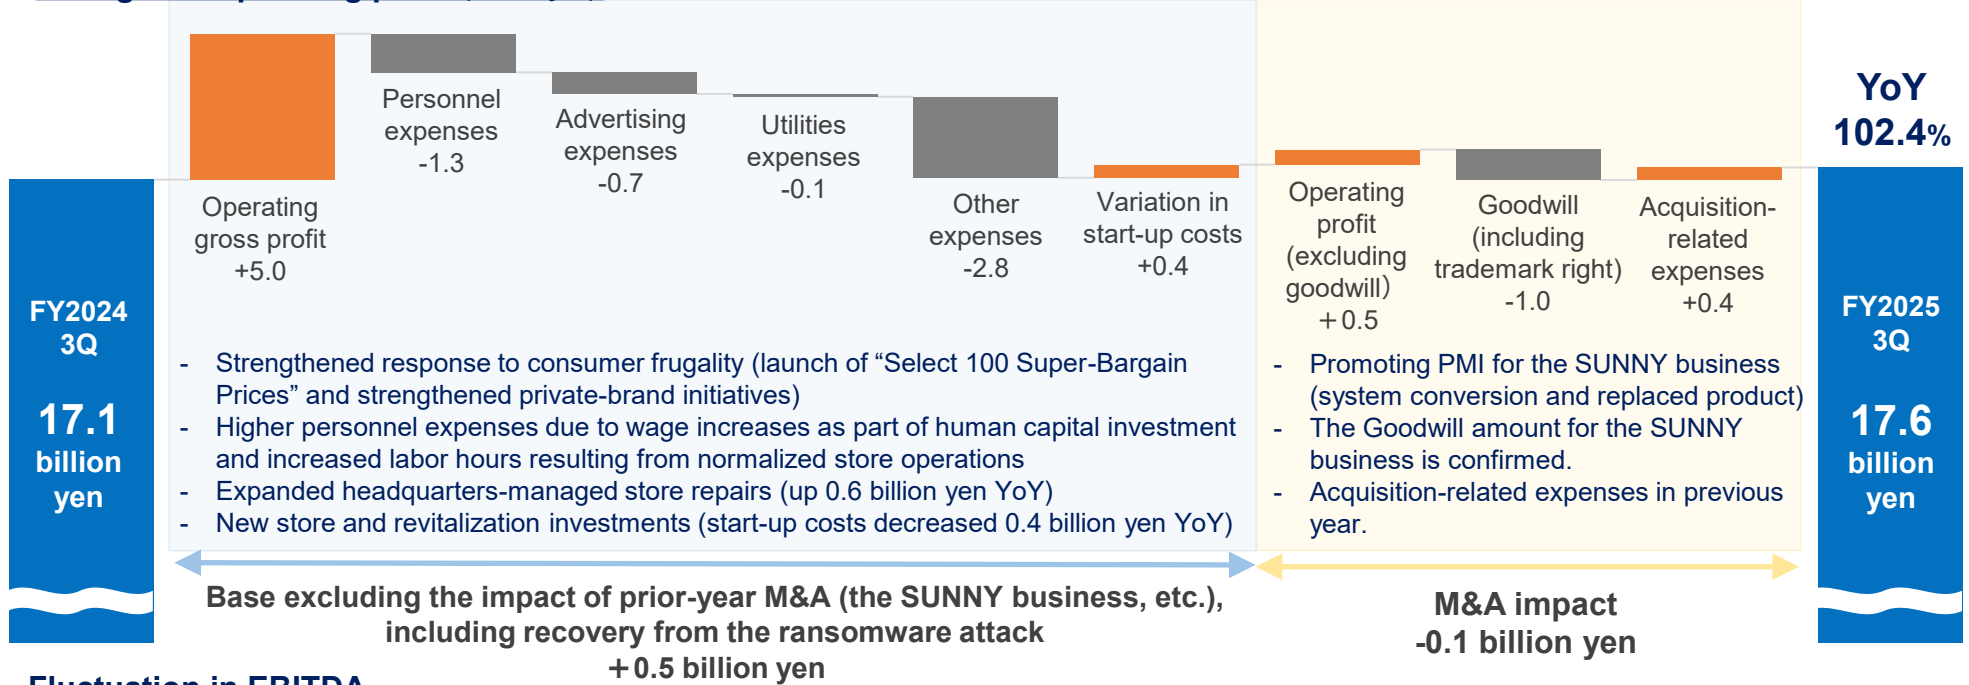 YoY
102.4%
Personnel
expenses
-1.3
Advertising
expenses
-0.7
Utilities
expenses
-0.1
Operating
gross profit
+5.0
Other
expenses
-2.8
Variation in
start-up costs
+0.4
Operating
profit
(excluding
goodwill）
＋0.5
Goodwill
(including
trademark right)
-1.0
Acquisition-
related
expenses
+0.4
FY2024
3Q
17.1
billion
yen
- Strengthened response to consumer frugality (launch of “Select 100 Super-Bargain
Prices” and strengthened private-brand initiatives)
- Higher personnel expenses due to wage increases as part of human capital investment
and increased labor hours resulting from normalized store operations
- Expanded headquarters-managed store repairs (up 0.6 billion yen YoY)
- New store and revitalization investments (start-up costs decreased 0.4 billion yen YoY)
- Promoting PMI for the SUNNY business
(system conversion and replaced product)
- The Goodwill amount for the SUNNY
business is confirmed.
- Acquisition-related expenses in previous
year.
FY2025
3Q
17.6
billion
yen
Base excluding the impact of prior-year M&A (the SUNNY business, etc.),
including recovery from the ransomware attack
＋0.5 billion yen
M&A impact
-0.1 billion yen
Fluctuation in EBITDA